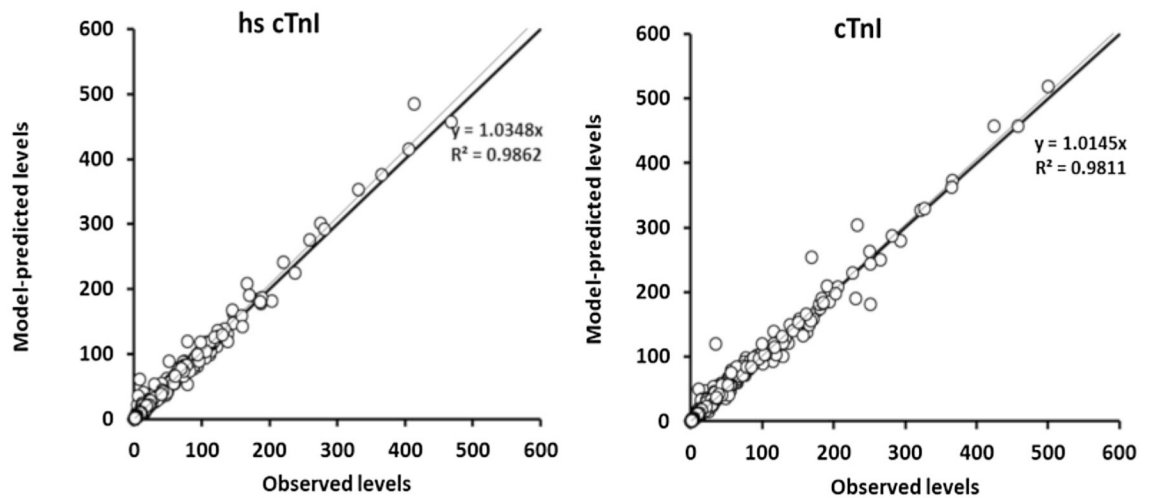 hs cTnI
600
500
400
300
200
100
0
Model-predicted levels
y = 1.0348x
R² = 0.9862
0 100 200 300 400 500 600
Observed levels
cTnI
600
500
400
300
200
100
0
Model-predicted levels
y = 1.0145x
R² = 0.9811
0 100 200 300 400 500 600
Observed levels